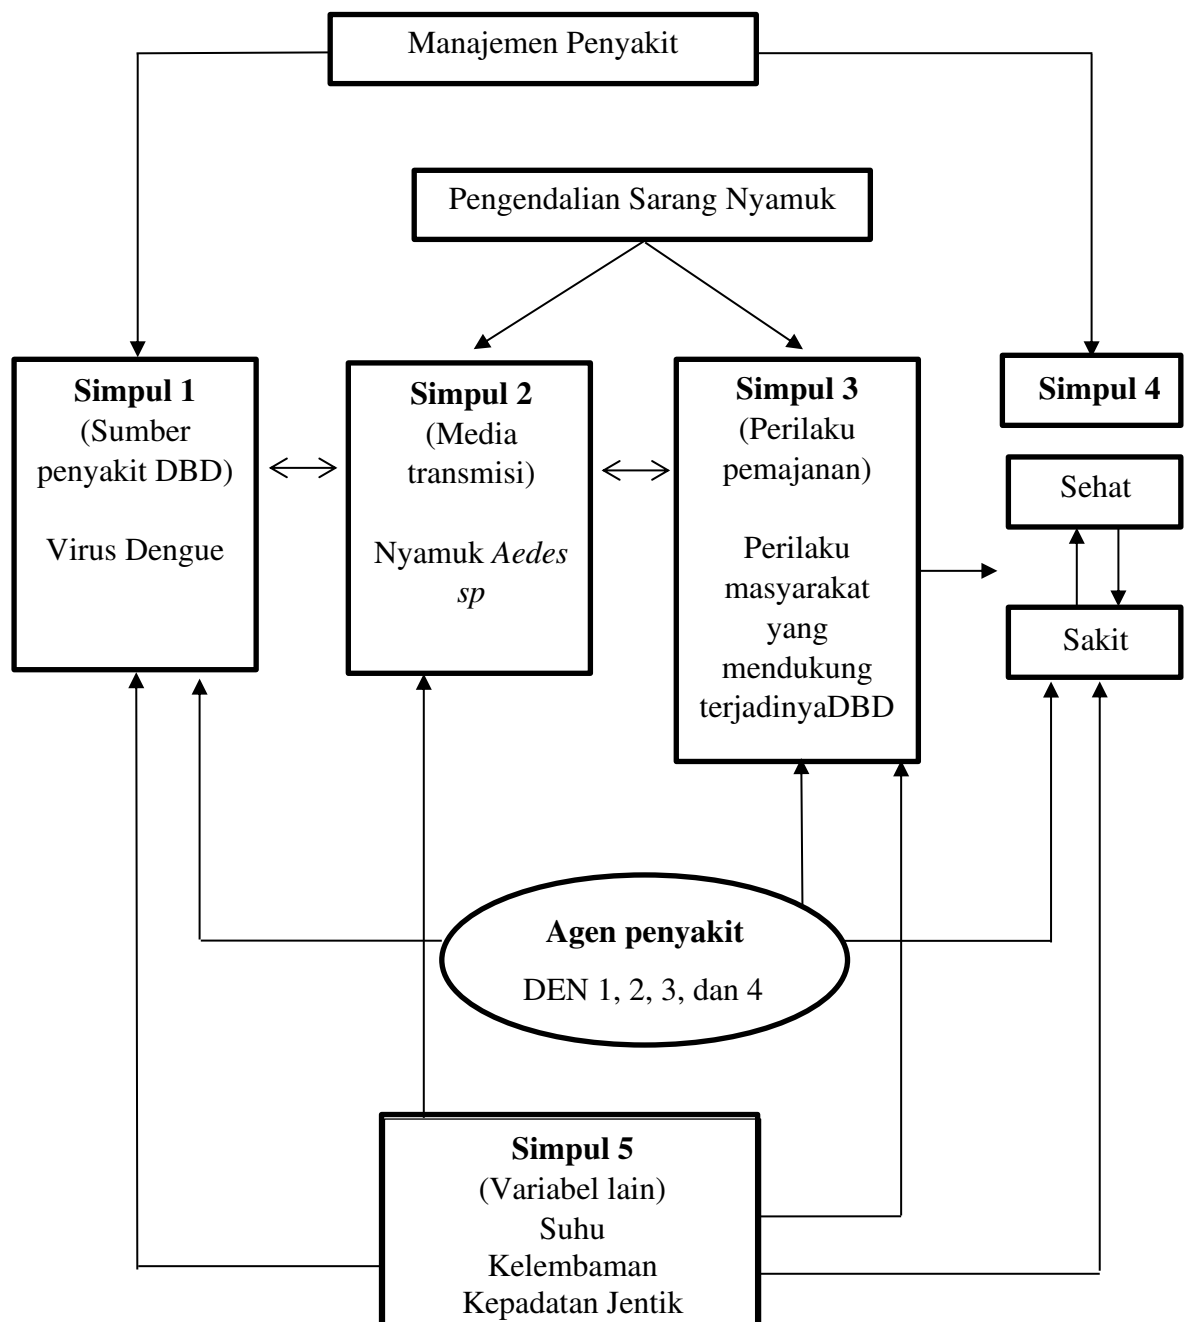 Manajemen Penyakit
Pengendalian Sarang Nyamuk
Simpul 1
(Sumber
penyakit DBD)
Virus Dengue
Simpul 2
(Media
transmisi)
Nyamuk Aedes
sp
Simpul 3
(Perilaku
pemajanan)
Perilaku
masyarakat
yang
mendukung
terjadinyaDBD
Simpul 4
Sehat
Sakit
Agen penyakit
DEN 1, 2, 3, dan 4
Simpul 5
(Variabel lain)
Suhu
Kelembaman
Kepadatan Jentik